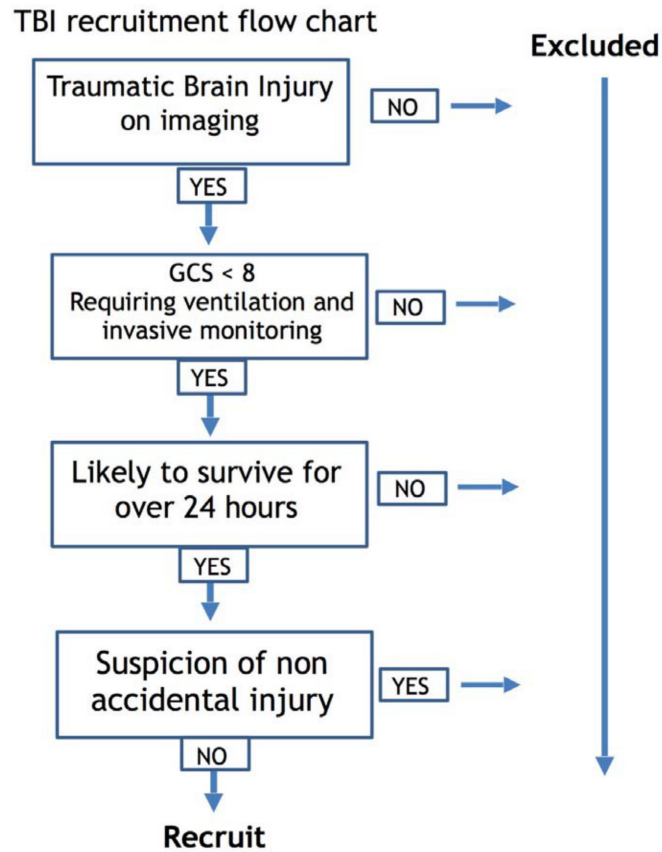 TBI recruitment flow chart
Excluded
Traumatic Brain Injury
on imaging
NO
YES
GCS < 8
Requiring ventilation and
invasive monitoring
NO
YES
Likely to survive for
over 24 hours
NO
YES
Suspicion of non
accidental injury
YES
NO
Recruit